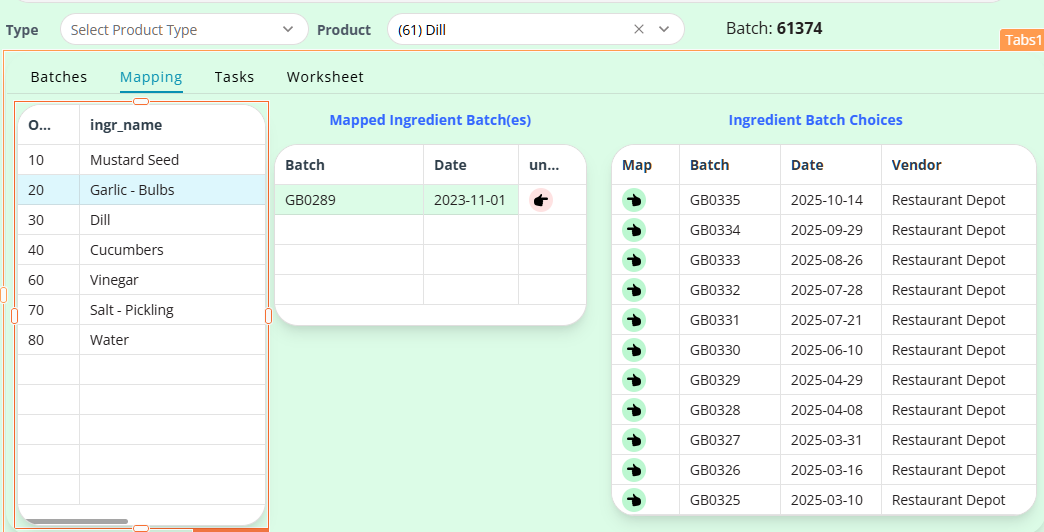 Type Select Product Type Product (61) Dill Batch: 61374
Tabs1
Batches Mapping Tasks Worksheet
Mapped Ingredient Batch(es) Ingredient Batch Choices
O... ingr_name
10 Mustard Seed
20 Garlic - Bulbs
30 Dill
40 Cucumbers
60 Vinegar
70 Salt - Pickling
80 Water
Batch Date un...
GB0289 2023-11-01
Map Batch Date Vendor
GB0335 2025-10-14 Restaurant Depot
GB0334 2025-09-29 Restaurant Depot
GB0333 2025-08-26 Restaurant Depot
GB0332 2025-07-28 Restaurant Depot
GB0331 2025-07-21 Restaurant Depot
GB0330 2025-06-10 Restaurant Depot
GB0329 2025-04-29 Restaurant Depot
GB0328 2025-04-08 Restaurant Depot
GB0327 2025-03-31 Restaurant Depot
GB0326 2025-03-16 Restaurant Depot
GB0325 2025-03-10 Restaurant Depot